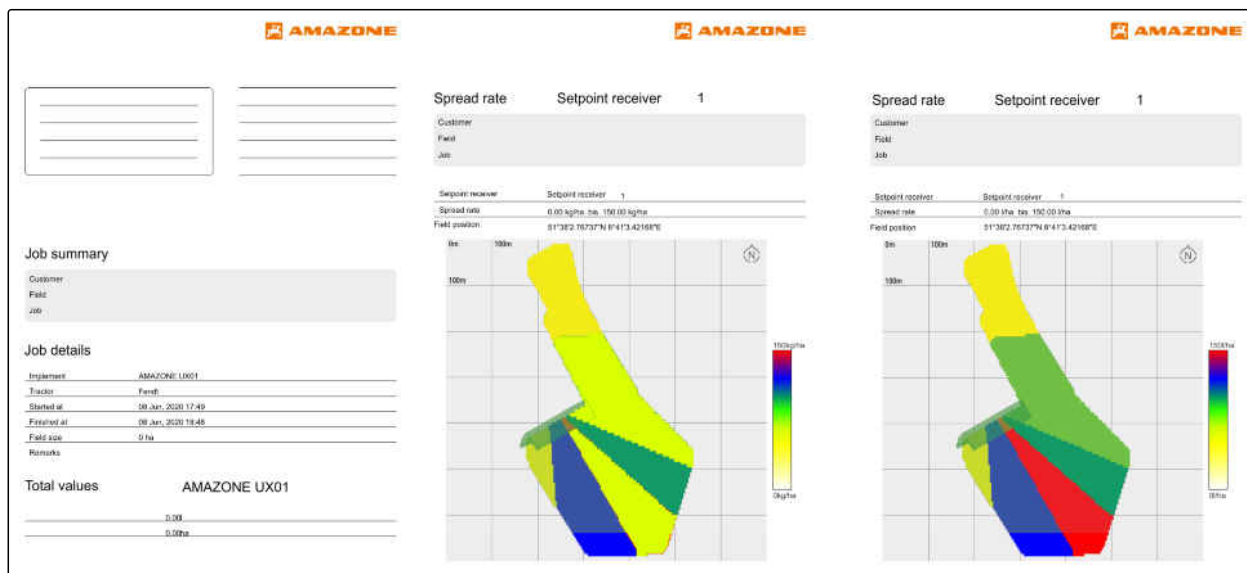 AMAZONE
Job summary
Customer
Field
Job
Job details
Implement AMAZONE UX01
Tractor Fendt
Started at 08 Jun, 2020 17:49
Finished at 08 Jun, 2020 18:48
Field size 0 ha
Remarks
Total values AMAZONE UX01
0.00l
0.00ha
AMAZONE
Spread rate Setpoint receiver 1
Customer
Field
Job
Setpoint receiver Setpoint receiver 1
Spread rate 0.00 kg/ha bis 150.00 kg/ha
Field position 51°38'2.76737"N 8°41'3.42168"E
0m 100m
N
100m
150kg/ha
0kg/ha
AMAZONE
Spread rate Setpoint receiver 1
Customer
Field
Job
Setpoint receiver Setpoint receiver 1
Spread rate 0.00 l/ha bis 150.00 l/ha
Field position 51°38'2.76737"N 8°41'3.42168"E
0m 100m
N
100m
150l/ha
0l/ha